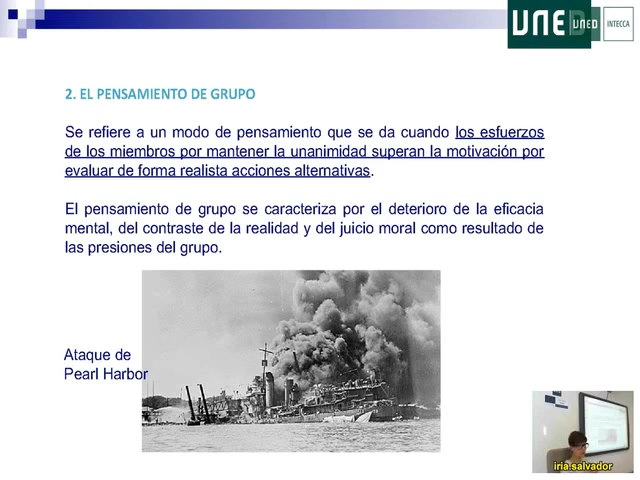 UNED
UNED
INTECCA
2. EL PENSAMIENTO DE GRUPO
Se refiere a un modo de pensamiento que se da cuando los esfuerzos
de los miembros por mantener la unanimidad superan la motivación por
evaluar de forma realista acciones alternativas.
El pensamiento de grupo se caracteriza por el deterioro de la eficacia
mental, del contraste de la realidad y del juicio moral como resultado de
las presiones del grupo.
Ataque de
Pearl Harbor
iria.salvador